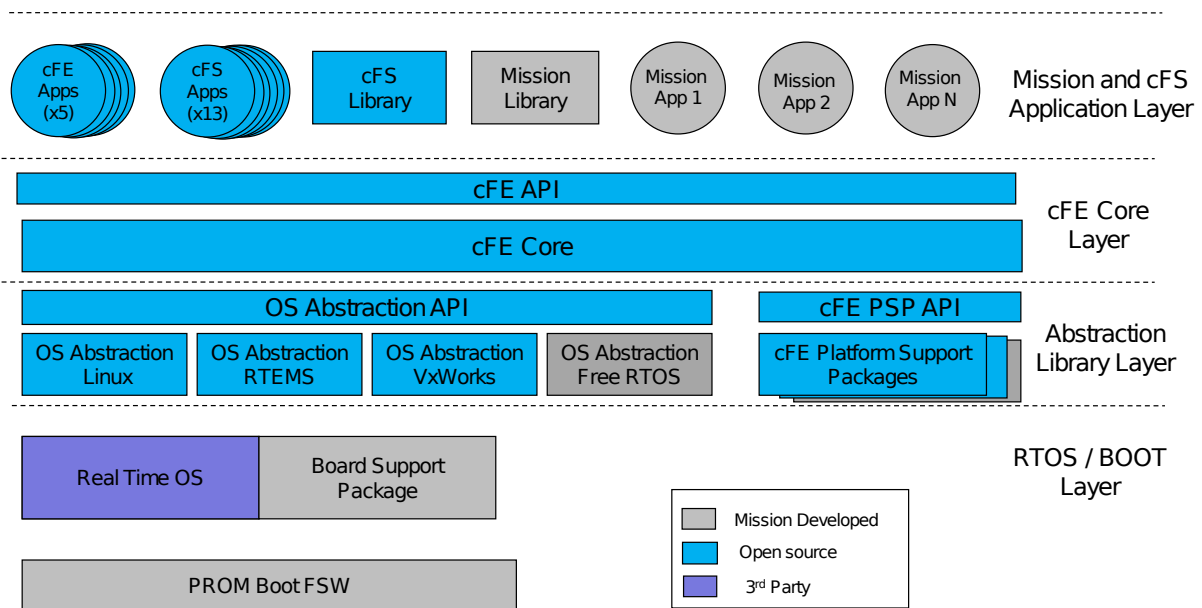 cFE
Apps
(x5)
cFS
Apps
(x13)
cFS
Library
Mission
Library
Mission
App 1
Mission
App 2
Mission
App N
Mission and cFS
Application Layer
cFE API
cFE Core
cFE Core
Layer
OS Abstraction API
cFE PSP API
OS Abstraction
Linux
OS Abstraction
RTEMS
OS Abstraction
VxWorks
OS Abstraction
Free RTOS
cFE Platform Support
Packages
Abstraction
Library Layer
Real Time OS
Board Support
Package
RTOS / BOOT
Layer
PROM Boot FSW
Mission Developed
Open source
3rd Party